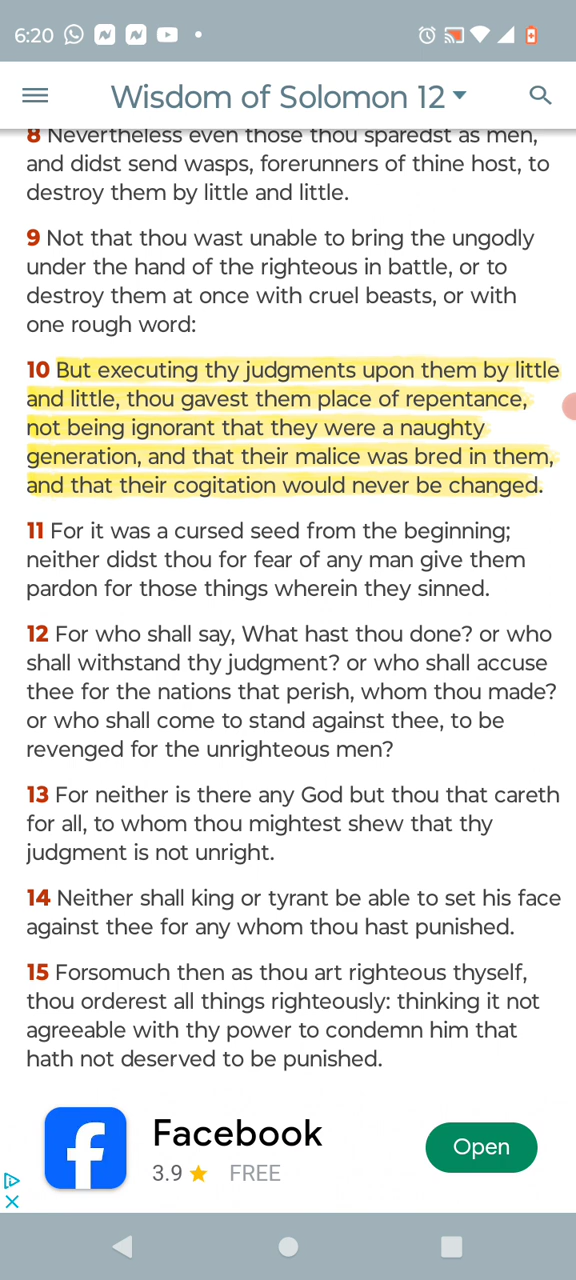 6:20
Wisdom of Solomon 12
8 Nevertheless even those thou sparedst as men,
and didst send wasps, forerunners of thine host, to
destroy them by little and little.
9 Not that thou wast unable to bring the ungodly
under the hand of the righteous in battle, or to
destroy them at once with cruel beasts, or with
one rough word:
10 But executing thy judgments upon them by little
and little, thou gavest them place of repentance,
not being ignorant that they were a naughty
generation, and that their malice was bred in them,
and that their cogitation would never be changed.
11 For it was a cursed seed from the beginning;
neither didst thou for fear of any man give them
pardon for those things wherein they sinned.
12 For who shall say, What hast thou done? or who
shall withstand thy judgment? or who shall accuse
thee for the nations that perish, whom thou made?
or who shall come to stand against thee, to be
revenged for the unrighteous men?
13 For neither is there any God but thou that careth
for all, to whom thou mightest shew that thy
judgment is not unright.
14 Neither shall king or tyrant be able to set his face
against thee for any whom thou hast punished.
15 Forsomuch then as thou art righteous thyself,
thou orderest all things righteously: thinking it not
agreeable with thy power to condemn him that
hath not deserved to be punished.
Facebook
3.9 ★ FREE
Open